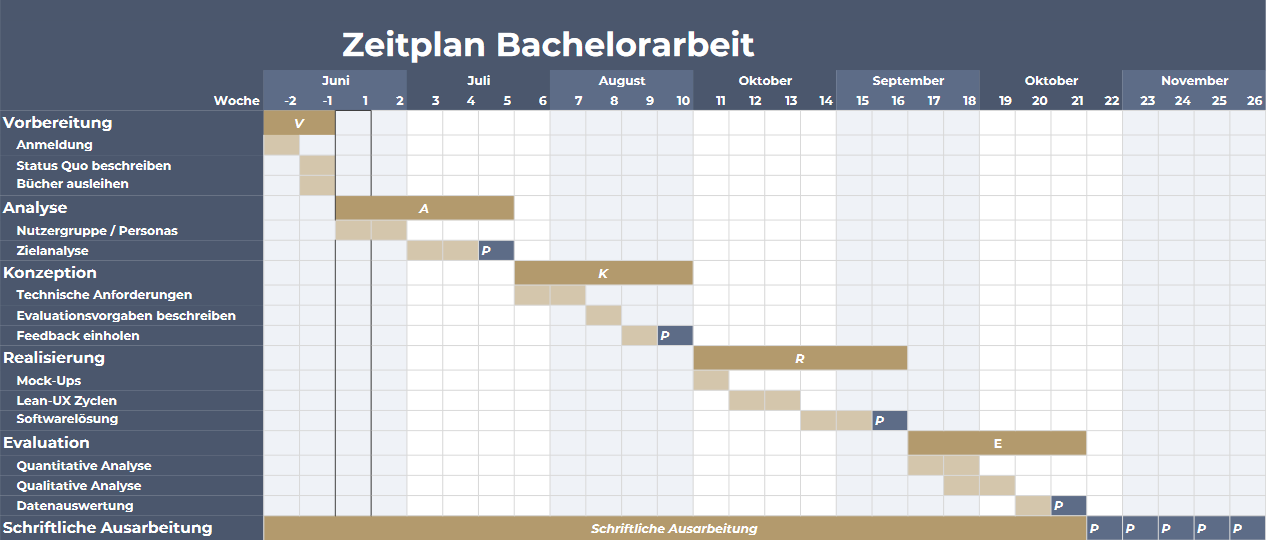 Zeitplan Bachelorarbeit
Juni Juli August Oktober September Oktober November
Woche -2 -1 1 2 3 4 5 6 7 8 9 10 11 12 13 14 15 16 17 18 19 20 21 22 23 24 25 26
Vorbereitung V
Anmeldung
Status Quo beschreiben
Bücher ausleihen
Analyse A
Nutzergruppe / Personas
Zielanalyse P
Konzeption K
Technische Anforderungen
Evaluationsvorgaben beschreiben
Feedback einholen P
Realisierung R
Mock-Ups
Lean-UX Zyclen
Softwarelösung P
Evaluation E
Quantitative Analyse
Qualitative Analyse
Datenauswertung P
Schriftliche Ausarbeitung Schriftliche Ausarbeitung P P P P P